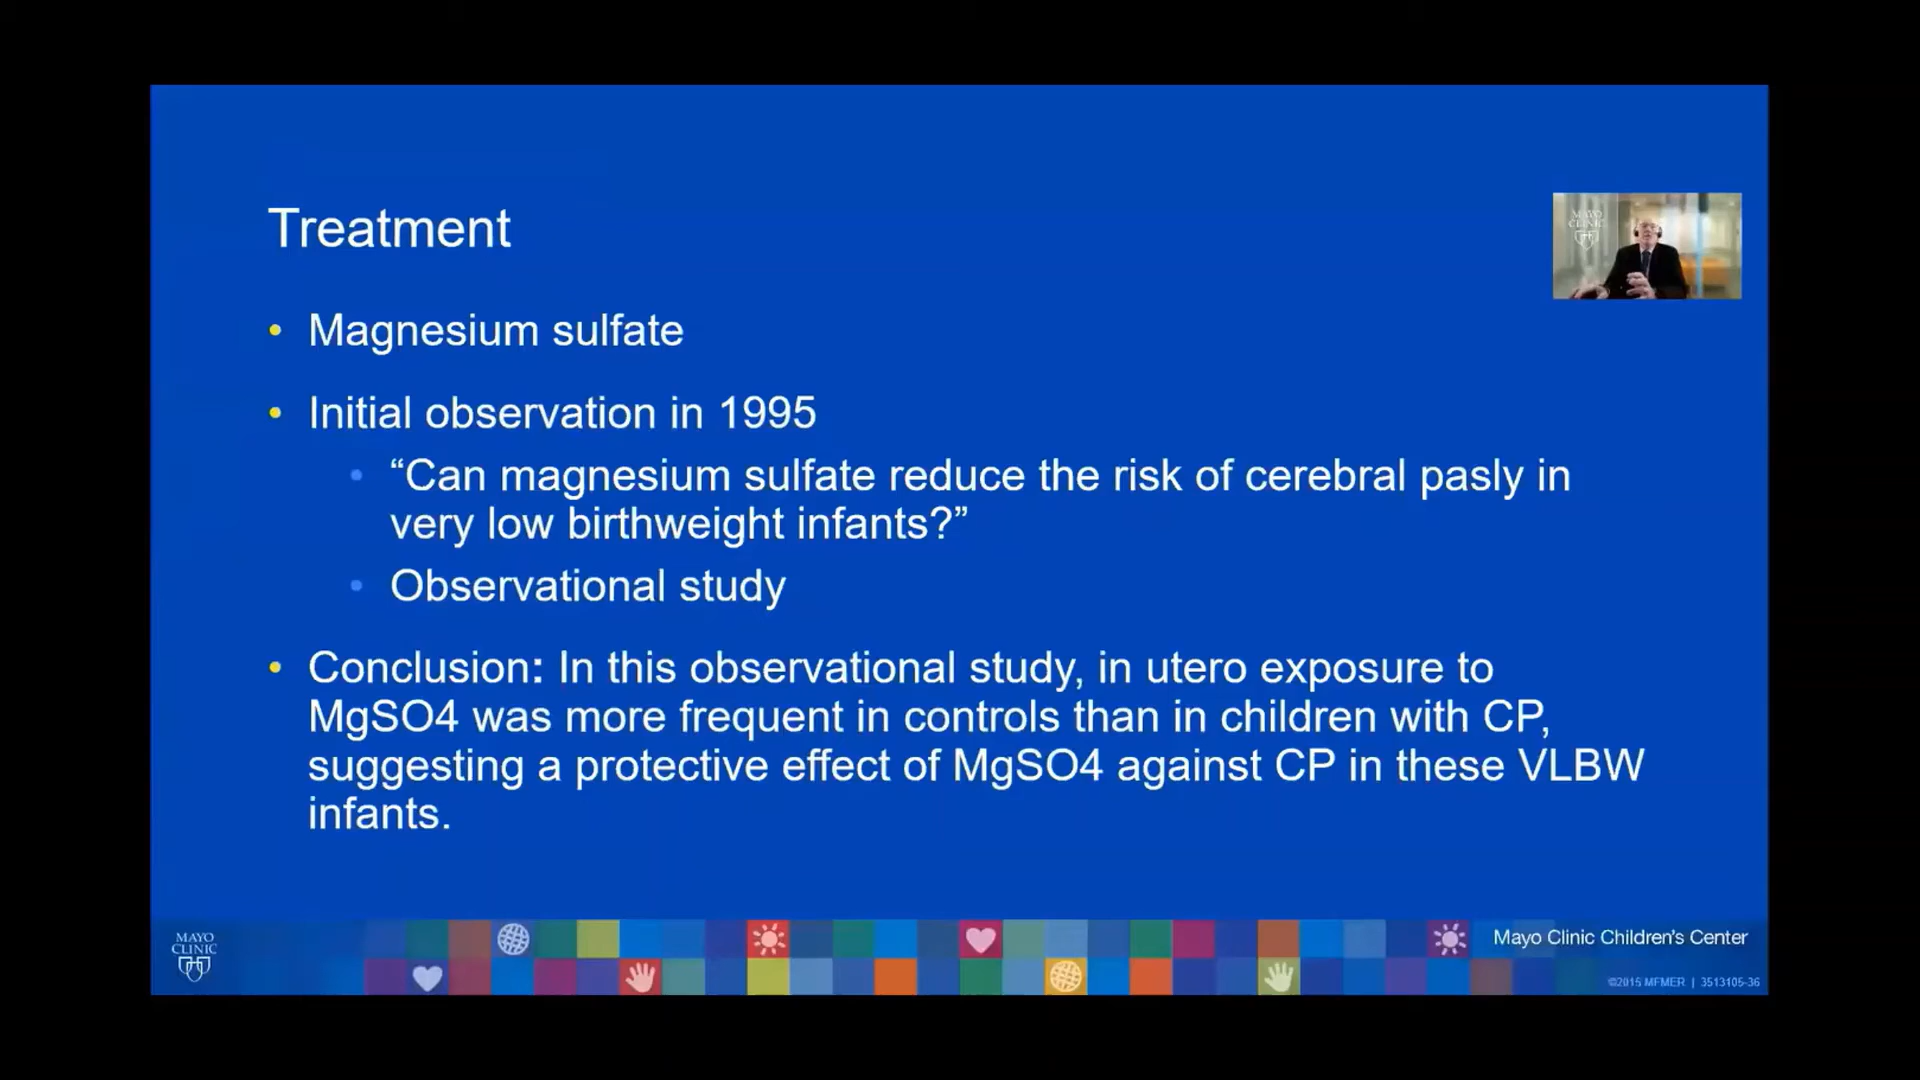 Treatment
MAYO
CLINIC
• Magnesium sulfate
• Initial observation in 1995
• “Can magnesium sulfate reduce the risk of cerebral pasly in
very low birthweight infants?”
• Observational study
• Conclusion: In this observational study, in utero exposure to
MgSO4 was more frequent in controls than in children with CP,
suggesting a protective effect of MgSO4 against CP in these VLBW
infants.
MAYO
CLINIC
Mayo Clinic Children's Center
©2015 MFMER | 3513105-36